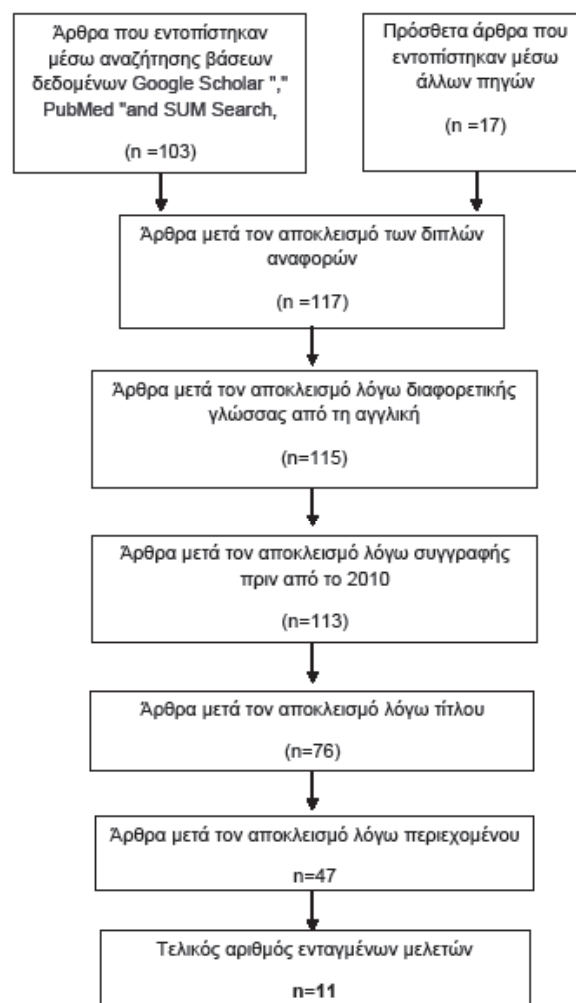 Άρθρα που εντοπίστηκαν
μέσω αναζήτησης βάσεων
δεδομένων Google Scholar ","
PubMed "and SUM Search,
(n =103)
Πρόσθετα άρθρα που
εντοπίστηκαν μέσω
άλλων πηγών
(n =17)
Άρθρα μετά τον αποκλεισμό των διπλών
αναφορών
(n =117)
Άρθρα μετά τον αποκλεισμό λόγω διαφορετικής
γλώσσας από τη αγγλική
(n=115)
Άρθρα μετά τον αποκλεισμό λόγω συγγραφής
πριν από το 2010
(n=113)
Άρθρα μετά τον αποκλεισμό λόγω τίτλου
(n=76)
Άρθρα μετά τον αποκλεισμό λόγω περιεχομένου
n=47
Τελικός αριθμός ενταγμένων μελετών
n=11